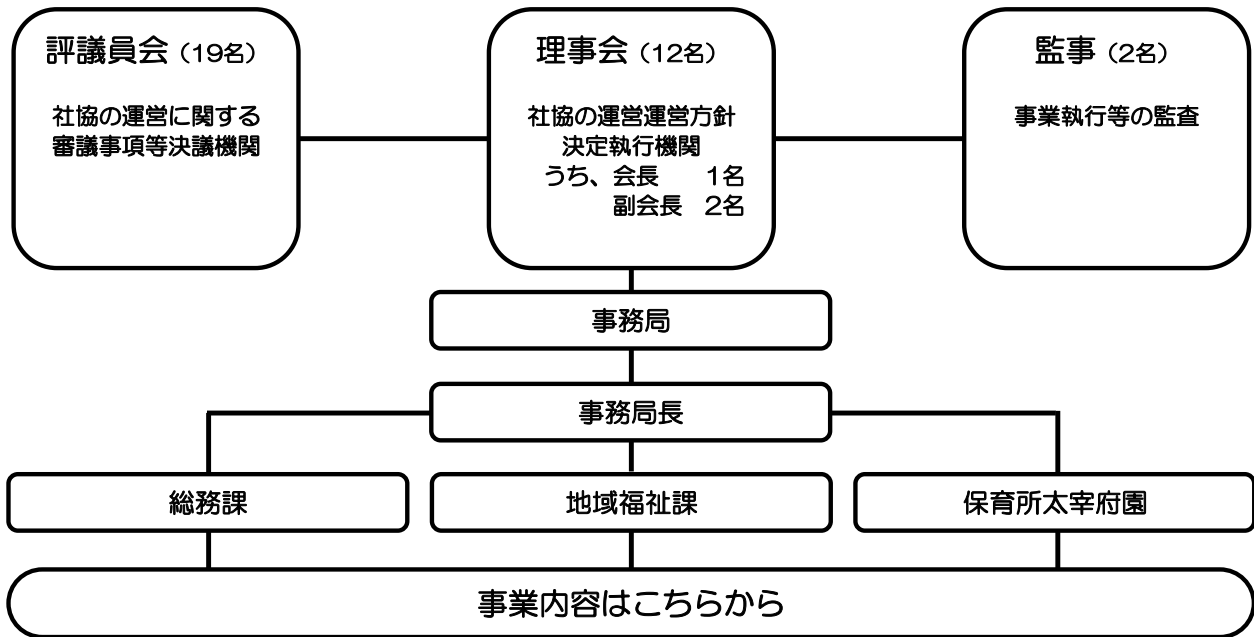 評議員会（19名）
社協の運営に関する
審議事項等決議機関
理事会（12名）
社協の運営運営方針
決定執行機関
うち、会長　　1名
副会長　2名
監事（2名）
事業執行等の監査
事務局
事務局長
総務課
地域福祉課
保育所太宰府園
事業内容はこちらから